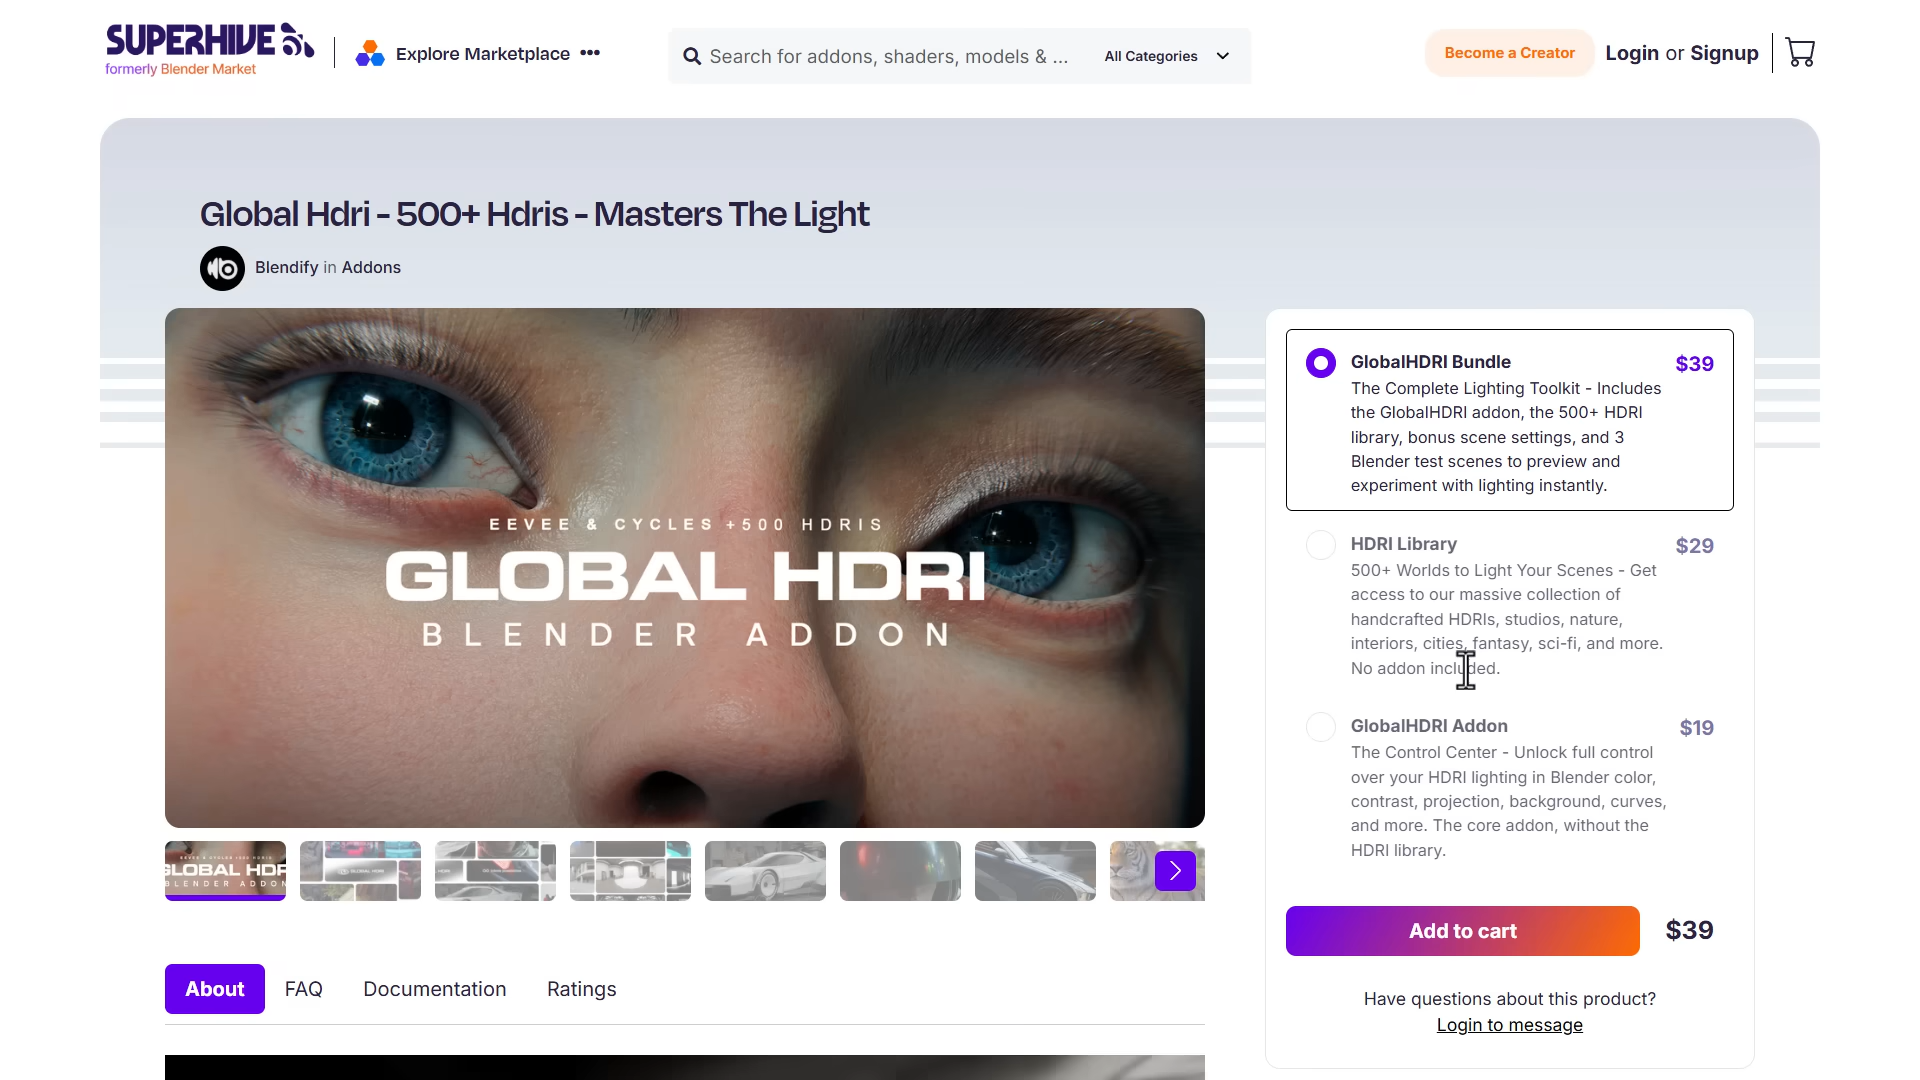 SUPERHIVE
formerly Blender Market
Explore Marketplace •••
Search for addons, shaders, models & ...
All Categories
Become a Creator
Login or Signup
Global Hdri - 500+ Hdris - Masters The Light
Blendify in Addons
EEVEE & CYCLES +500 HDRIS
GLOBAL HDRI
BLENDER ADDON
GlobalHDRI Bundle
$39
The Complete Lighting Toolkit - Includes
the GlobalHDRI addon, the 500+ HDRI
library, bonus scene settings, and 3
Blender test scenes to preview and
experiment with lighting instantly.
HDRI Library
$29
500+ Worlds to Light Your Scenes - Get
access to our massive collection of
handcrafted HDRIs, studios, nature,
interiors, cities, fantasy, sci-fi, and more.
No addon included.
GlobalHDRI Addon
$19
The Control Center - Unlock full control
over your HDRI lighting in Blender color,
contrast, projection, background, curves,
and more. The core addon, without the
HDRI library.
GLOBAL HDR
BLENDER ADDON
Add to cart
$39
About
FAQ
Documentation
Ratings
Have questions about this product?
Login to message